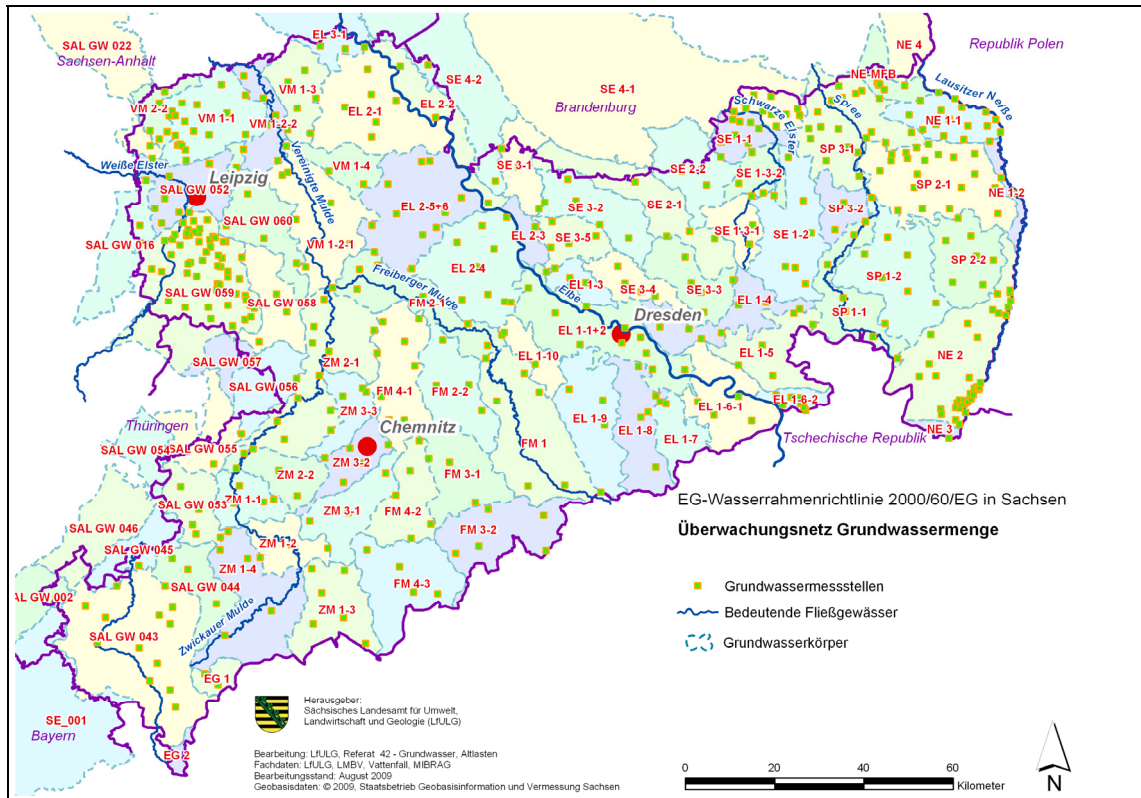 SAL GW 022
Sachsen-Anhalt
EL 3-1
SE 4-2
SE 4-1
Brandenburg
NE 4
Republik Polen
NE-MFB
Lausitzer Neiße
VM 2-2
VM 1-1
VM 1-3
VM 1-2-2
EL 2-1
EL 2-2
Schwarze Elster
Spree
NE 1-1
SE 1-1
Weiße Elster
Leipzig
SAL GW 052
Vereinigte Mulde
VM 1-4
SE 3-1
SE 2-2
SE 1-3-2
SP 3-1
SP 2-1
NE 1-2
SAL GW 060
SAL GW 016
EL 2-5+6
SE 3-2
SE 2-1
SP 3-2
VM 1-2-1
EL 2-3
SE 3-5
SE 1-3-1
SE 1-2
SAL GW 059
SAL GW 058
EL 2-4
Freiberger Mulde
FM 2-1
EL 1-3
Elbe
SE 3-4
SE 3-3
EL 1-4
SP 1-2
SP 2-2
Dresden
EL 1-1+2
SP 1-1
SAL GW 057
SAL GW 056
ZM 2-1
EL 1-10
EL 1-5
NE 2
FM 4-1
FM 2-2
ZM 3-3
Chemnitz
EL 1-9
EL 1-8
EL 1-6-1
EL 1-6-2
NE 3
Thüringen
SAL GW 054
SAL GW 055
FM 1
EL 1-7
Tschechische Republik
ZM 3-2
ZM 2-2
FM 3-1
SAL GW 053
ZM 1-1
ZM 3-1
FM 4-2
FM 3-2
SAL GW 046
SAL GW 045
ZM 1-2
ZM 1-4
SAL GW 044
FM 4-3
AL GW 002
ZM 1-3
SAL GW 043
Zwickauer Mulde
EG 1
SE_001
Bayern
EG 2
EG-Wasserrahmenrichtlinie 2000/60/EG in Sachsen
Überwachungsnetz Grundwassermenge
Grundwassermessstellen
Bedeutende Fließgewässer
Grundwasserkörper
Herausgeber:
Sächsisches Landesamt für Umwelt,
Landwirtschaft und Geologie (LfULG)
Bearbeitung: LfULG, Referat 42 - Grundwasser, Altlasten
Fachdaten: LfULG, LMBV, Vattenfall, MIBRAG
Bearbeitungsstand: August 2009
Geobasisdaten: © 2009, Staatsbetrieb Geobasisinformation und Vermessung Sachsen
0 20 40 60
Kilometer
N